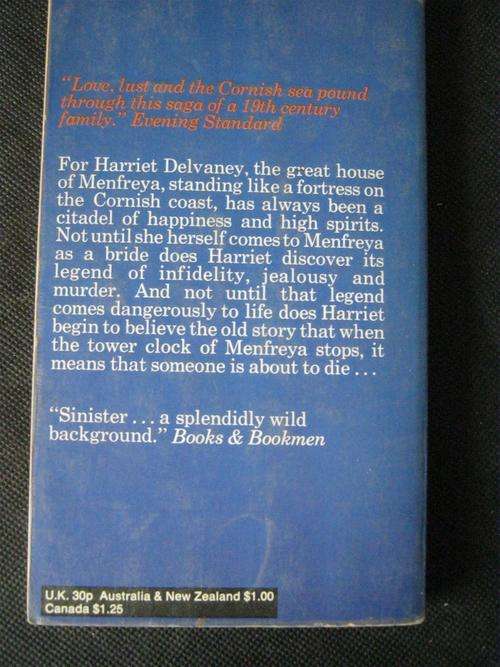 "Love, lust and the Cornish sea pound
through this saga of a 19th century
family." Evening Standard
For Harriet Delvaney, the great house
of Menfreya, standing like a fortress on
the Cornish coast, has always been a
citadel of happiness and high spirits.
Not until she herself comes to Menfreya
as a bride does Harriet discover its
legend of infidelity, jealousy and
murder. And not until that legend
comes dangerously to life does Harriet
begin to believe the old story that when
the tower clock of Menfreya stops, it
means that someone is about to die . . .
"Sinister . . . a splendidly wild
background." Books & Bookmen
U.K. 30p Australia & New Zealand $1.00
Canada $1.25